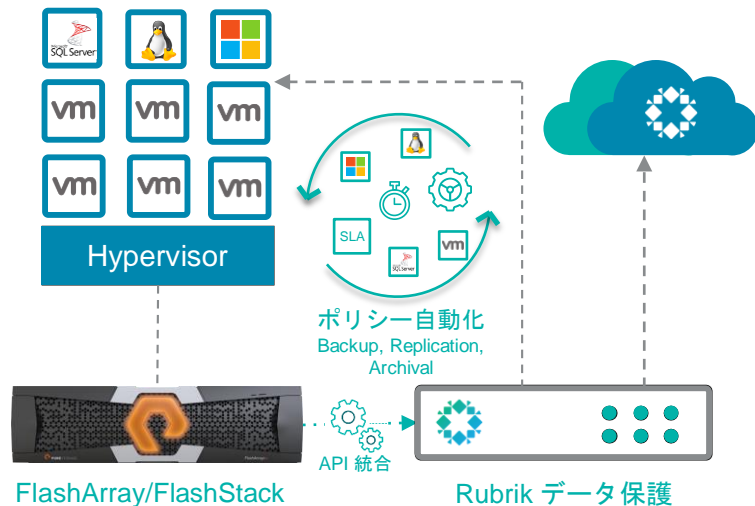 SQL Server
vm vm vm
vm vm vm
Hypervisor
SLA
SQL Server
vm
ポリシー自動化
Backup, Replication,
Archival
API 統合
FlashArray/FlashStack
Rubrik データ保護